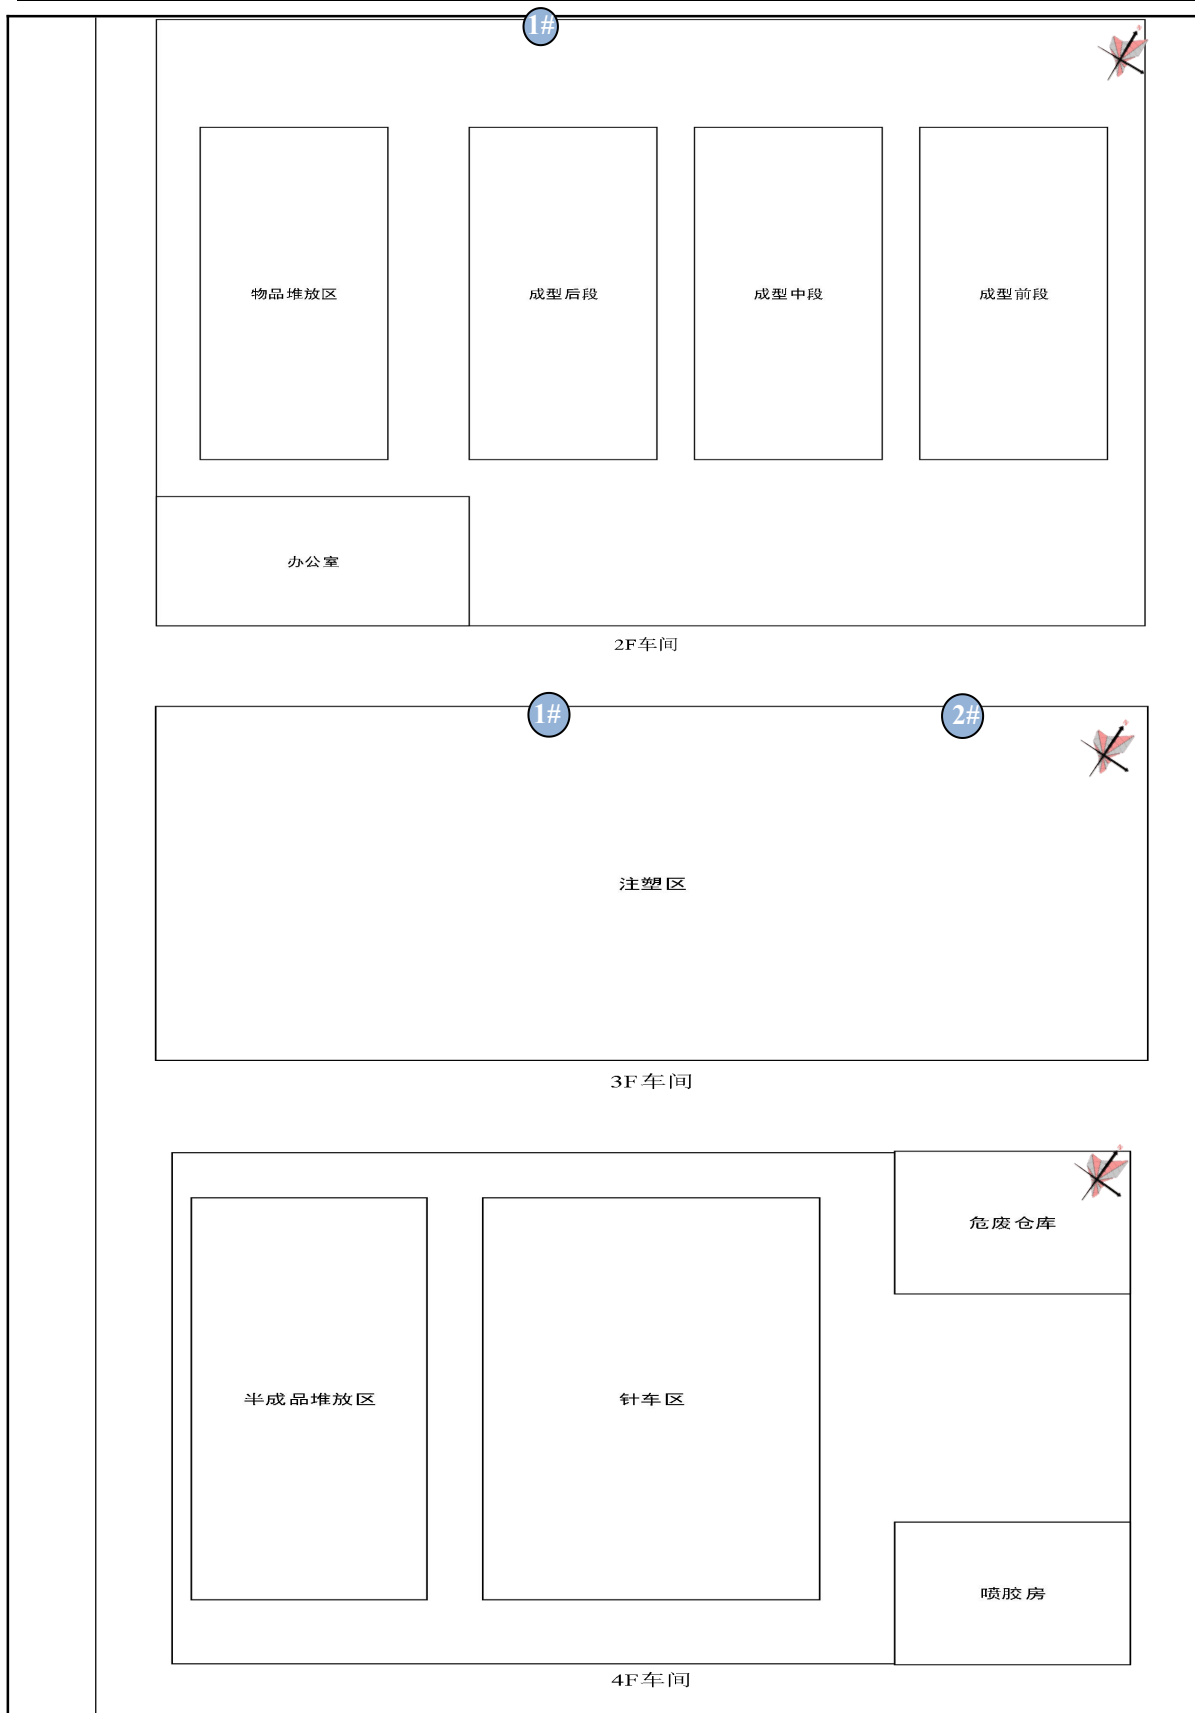 1#
物品堆放区
成型后段
成型中段
成型前段
办公室
2F车间
1#
2#
注塑区
3F车间
危废仓库
半成品堆放区
针车区
喷胶房
4F车间